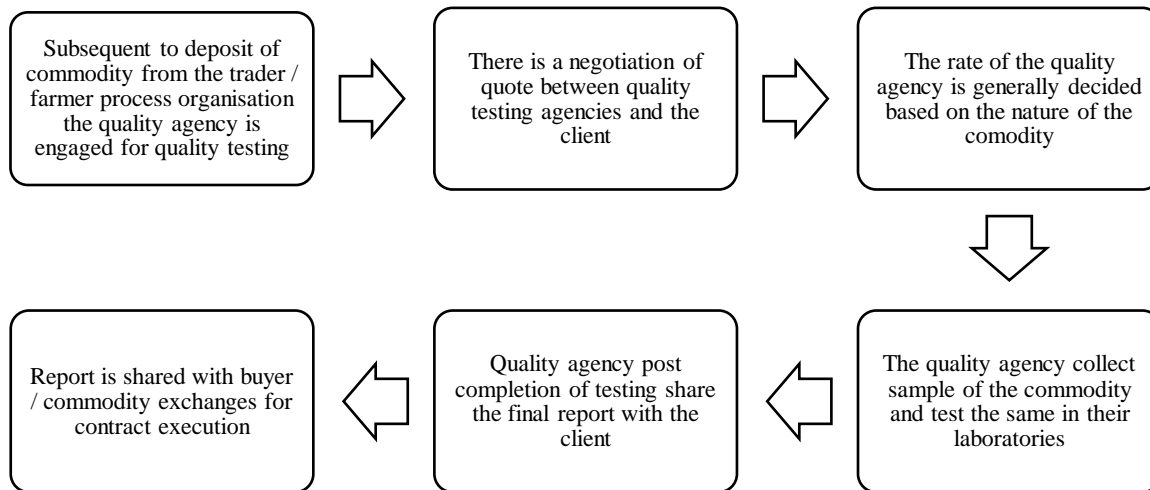 Subsequent to deposit of
commodity from the trader /
farmer process organisation
the quality agency is
engaged for quality testing
There is a negotiation of
quote between quality
testing agencies and the
client
The rate of the quality
agency is generally decided
based on the nature of the
comodity
The quality agency collect
sample of the commodity
and test the same in their
laboratories
Quality agency post
completion of testing share
the final report with the
client
Report is shared with buyer
/ commodity exchanges for
contract execution